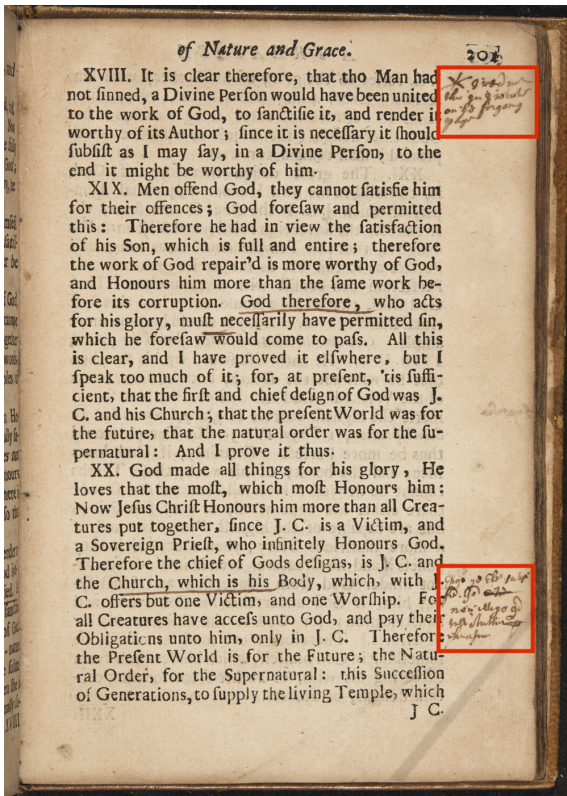 of Nature and Grace.
201
XVIII. It is clear therefore, that tho Man had
not ſinned, a Divine Perſon would have been united
to the work of God, to ſanctifie it, and render it
worthy of its Author; ſince it is neceſſary it ſhould
ſubſiſt as I may ſay, in a Divine Perſon, to the
end it might be worthy of him.
XIX. Men offend God, they cannot ſatisfie him
for their offences; God foreſaw and permitted
this: Therefore he had in view the ſatisfaction
of his Son, which is full and entire; therefore
the work of God repair'd is more worthy of God,
and Honours him more than the ſame work be-
fore its corruption. God therefore, who acts
for his glory, muſt neceſſarily have permitted ſin,
which he foreſaw would come to paſs. All this
is clear, and I have proved it elſwhere, but I
ſpeak too much of it; for, at preſent, 'tis ſuffi-
cient, that the firſt and chief deſign of God was J.
C. and his Church; that the preſent World was for
the future, that the natural order was for the ſu-
pernatural: And I prove it thus.
XX. God made all things for his glory, He
loves that the moſt, which moſt Honours him:
Now Jeſus Chriſt Honours him more than all Crea-
tures put together, ſince J. C. is a Victim, and
a Sovereign Prieſt, who infinitely Honours God.
Therefore the chief of Gods deſigns, is J. C. and
the Church, which is his Body, which, with J.
C. offers but one Victim, and one Worſhip. For
all Creatures have acceſs unto God, and pay their
Obligations unto him, only in J. C. Therefore
the Preſent World is for the Future; the Natu-
ral Order, for the Supernatural: this Succeſſion
of Generations, to ſupply the living Temple, which
J C.